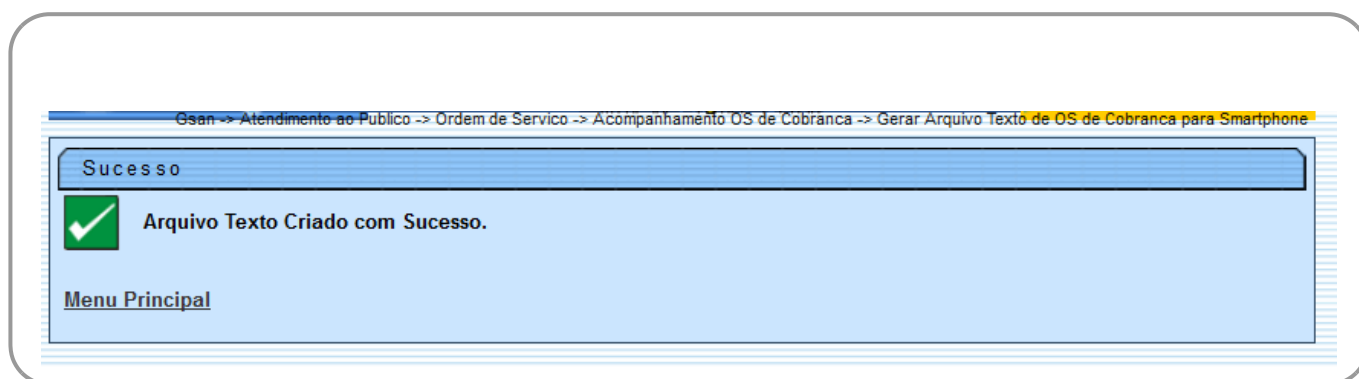 Gsan -> Atendimento ao Publico -> Ordem de Servico -> Acompanhamento OS de Cobranca -> Gerar Arquivo Texto de OS de Cobranca para Smartphone
Sucesso
Arquivo Texto Criado com Sucesso.
Menu Principal